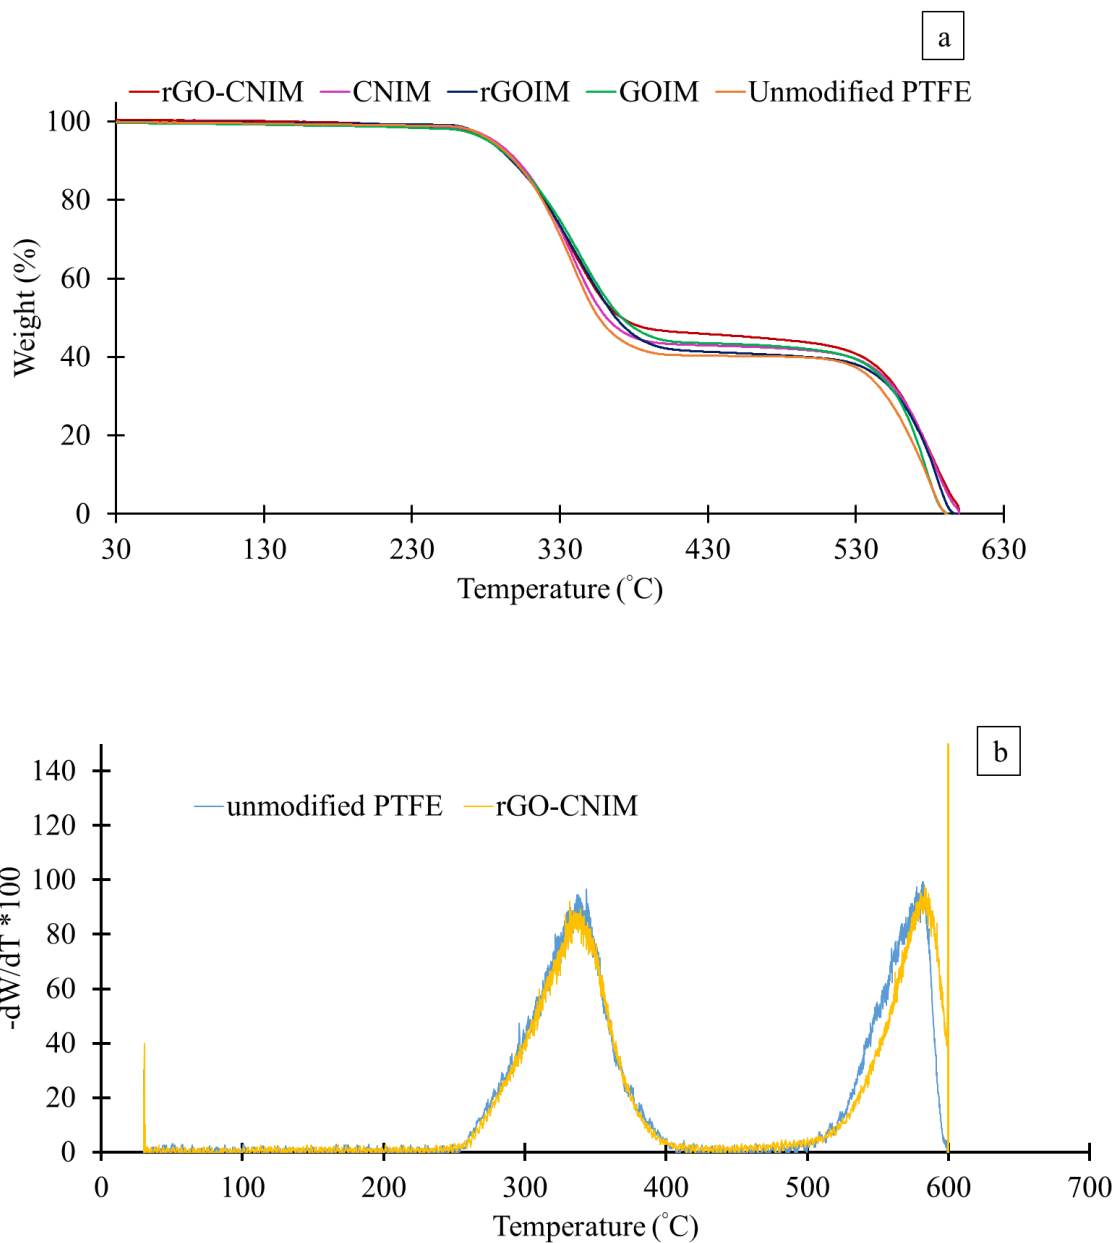 a
rGO-CNIM CNIM rGOIM GOIM Unmodified PTFE
100
80
60
40
20
0
Weight (%)
30 130 230 330 430 530 630
Temperature (°C)
b
unmodified PTFE rGO-CNIM
140
120
100
80
60
40
20
0
-dW/dT *100
0 100 200 300 400 500 600 700
Temperature (°C)